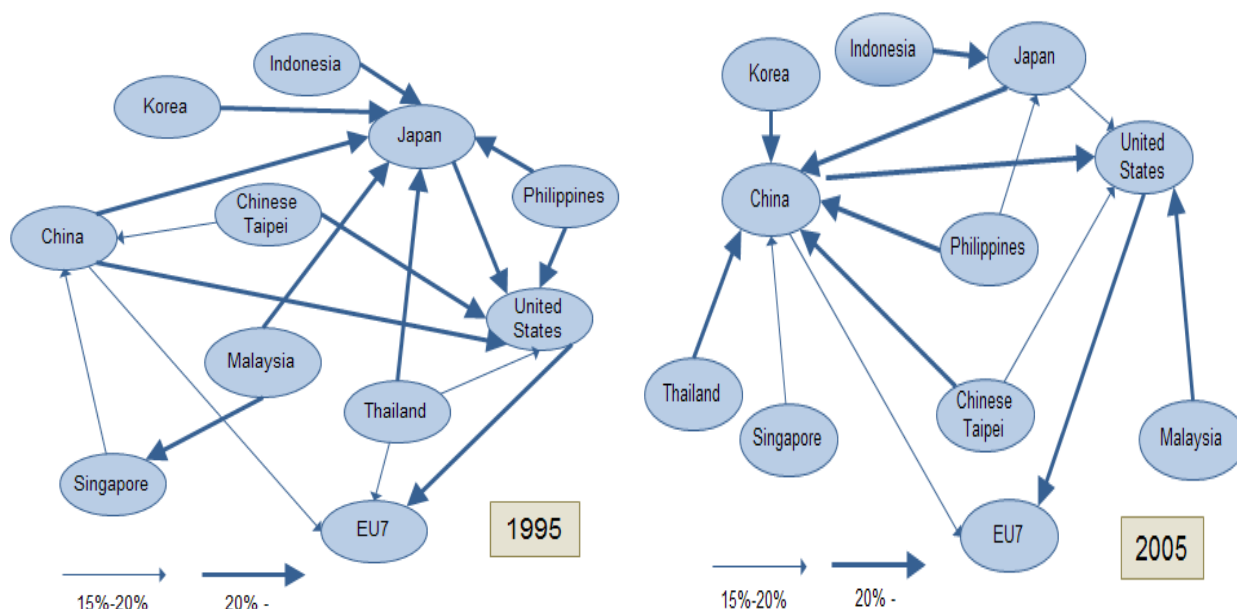 Indonesia
Korea
Japan
Chinese
Taipei
Philippines
China
United
States
Malaysia
Thailand
Singapore
EU7
1995
15%-20%
20% -
Indonesia
Japan
Korea
United
States
China
Philippines
Thailand
Singapore
Chinese
Taipei
Malaysia
EU7
2005
15%-20%
20% -